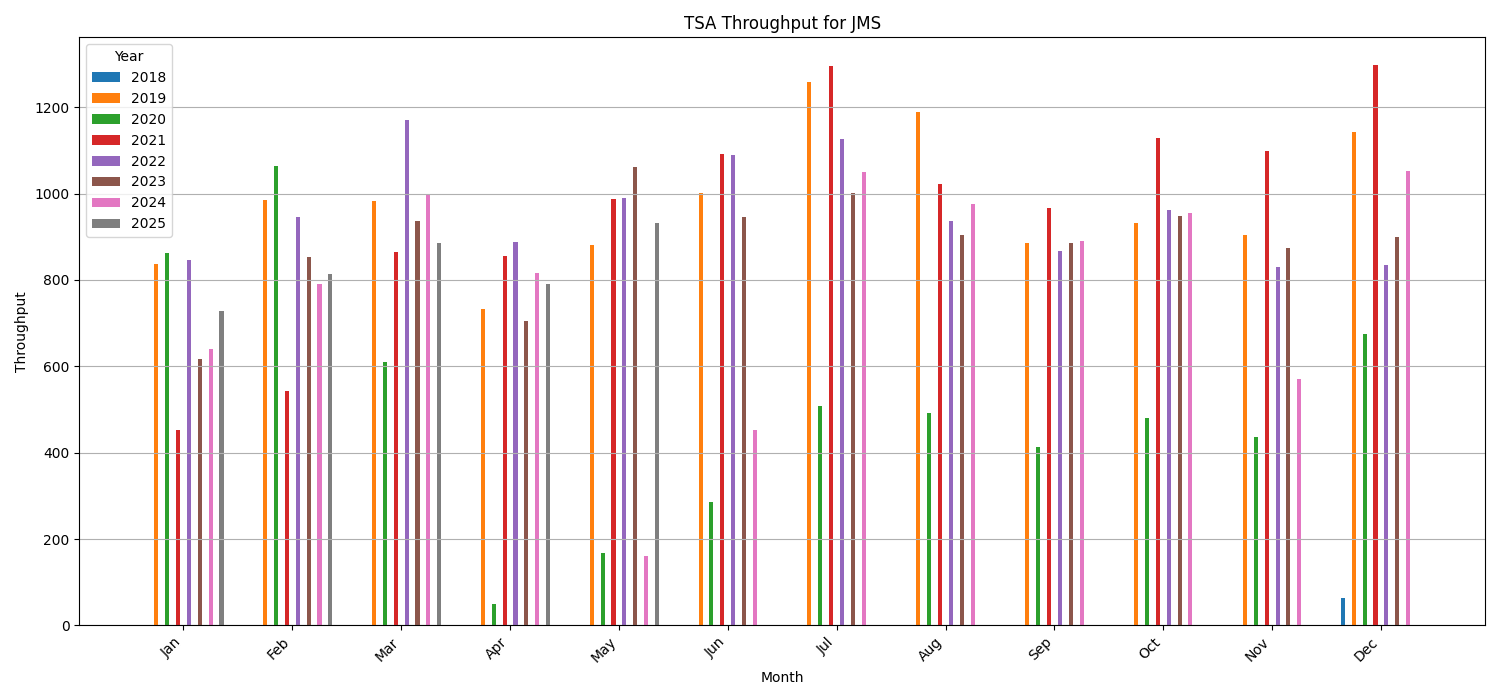 TSA Throughput for JMS
Year
2018
2019
2020
2021
2022
2023
2024
2025
Throughput
1200
1000
800
600
400
200
0
Jan
Feb
Mar
Apr
May
Jun
Jul
Aug
Sep
Oct
Nov
Dec
Month